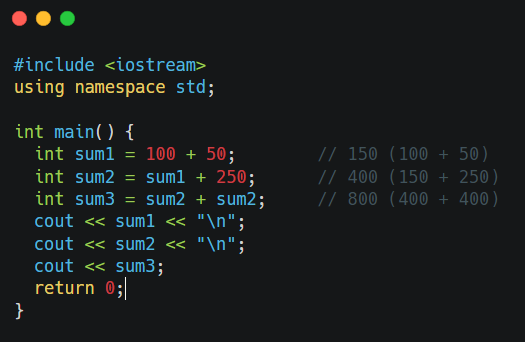 #include <iostream>
using namespace std;
int main() {
  int sum1 = 100 + 50;        // 150 (100 + 50)
  int sum2 = sum1 + 250;      // 400 (150 + 250)
  int sum3 = sum2 + sum2;     // 800 (400 + 400)
  cout << sum1 << "\n";
  cout << sum2 << "\n";
  cout << sum3;
  return 0;
}